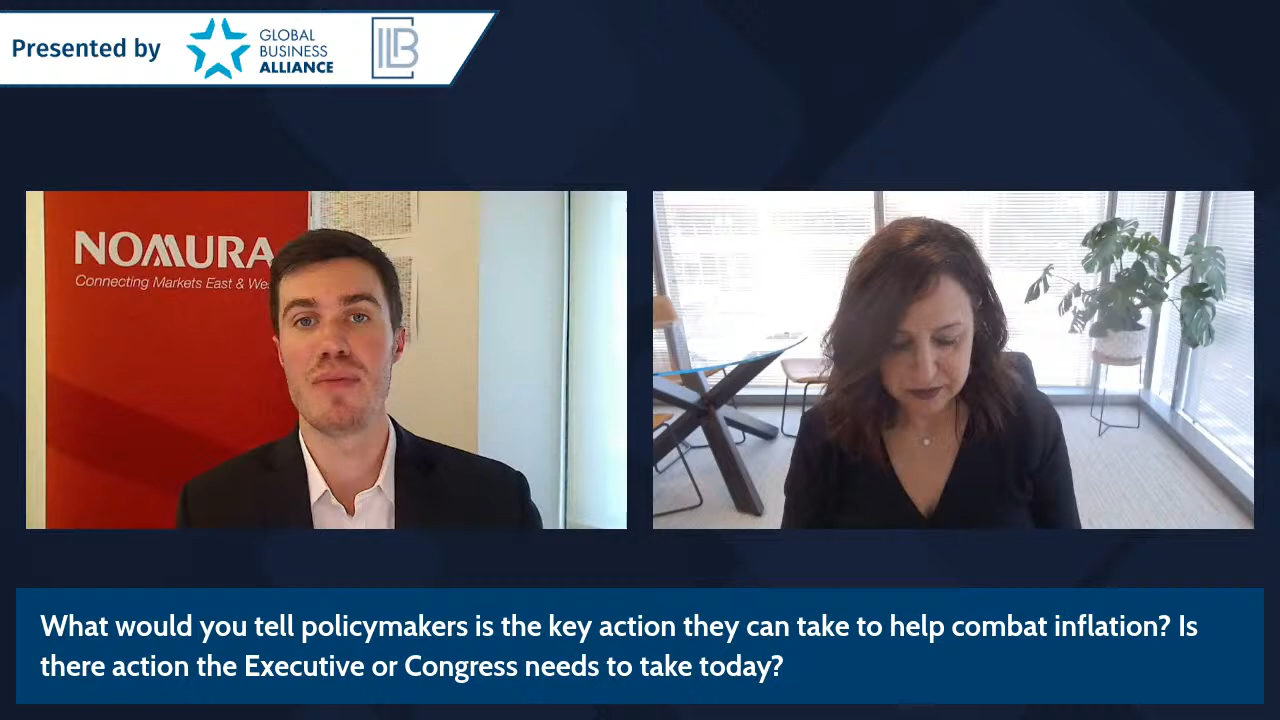 Presented by
GLOBAL
BUSINESS
ALLIANCE
ILB
NOMURA
Connecting Markets East &
What would you tell policymakers is the key action they can take to help combat inflation? Is
there action the Executive or Congress needs to take today?